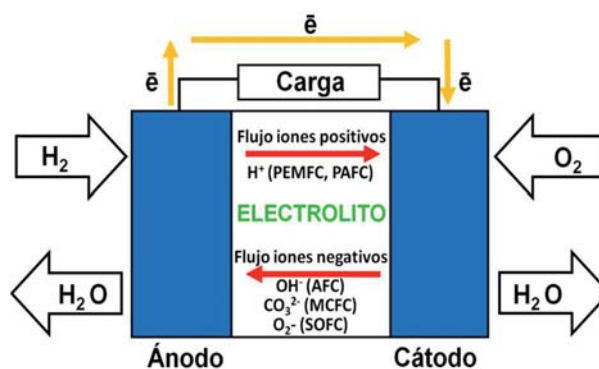 ē
ē
Carga
ē
H₂
Flujo iones positivos
H⁺ (PEMFC, PAFC)
O₂
ELECTROLITO
Flujo iones negativos
OH⁻ (AFC)
CO₃²⁻ (MCFC)
O₂- (SOFC)
H₂O
H₂O
Ánodo
Cátodo